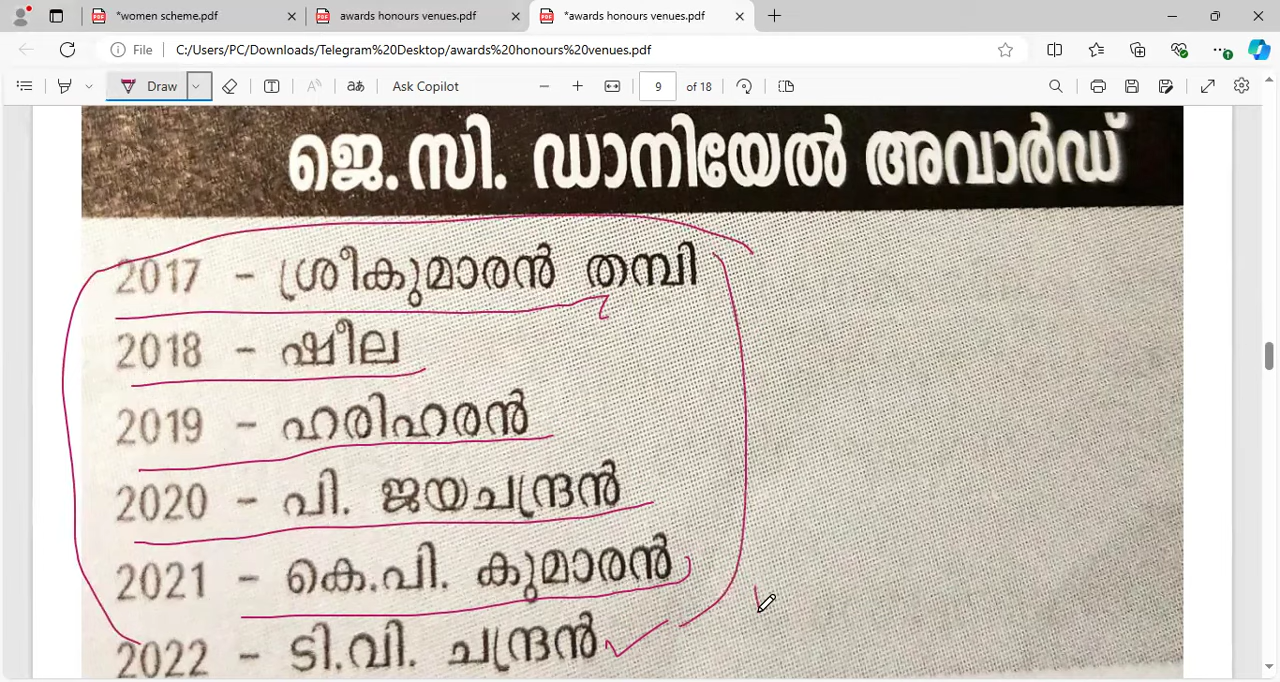 *women scheme.pdf
awards honours venues.pdf
*awards honours venues.pdf
File
C:/Users/PC/Downloads/Telegram%20Desktop/awards%20honours%20venues.pdf
Draw
aあ
Ask Copilot
9 of 18
ജെ.സി. ഡാനിയേൽ അവാർഡ്
2017 - ശ്രീകുമാരൻ തമ്പി
2018 - ഷീല
2019 - ഹരിഹരൻ
2020 - പി. ജയചന്ദ്രൻ
2021 - കെ.പി. കുമാരൻ
2022 - ടി.വി. ചന്ദ്രൻ